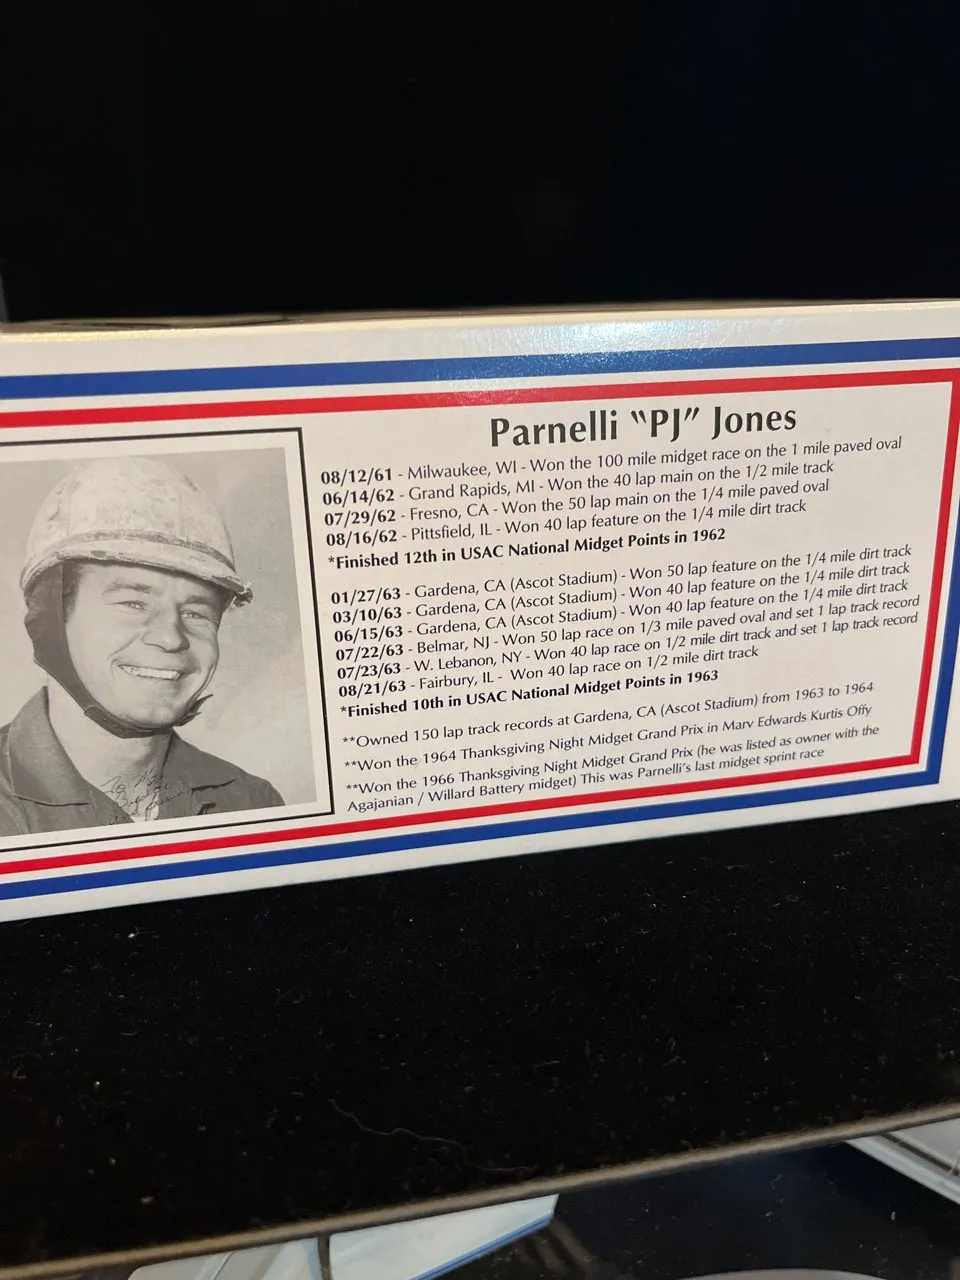 Parnelli "PJ" Jones
08/12/61 - Milwaukee, WI - Won the 100 mile midget race on the 1 mile paved oval
06/14/62 - Grand Rapids, MI - Won the 40 lap main on the 1/2 mile track
07/29/62 - Fresno, CA - Won the 50 lap main on the 1/4 mile paved oval
08/16/62 - Pittsfield, IL - Won 40 lap feature on the 1/4 mile dirt track
*Finished 12th in USAC National Midget Points in 1962
01/27/63 - Gardena, CA (Ascot Stadium) - Won 50 lap feature on the 1/4 mile dirt track
03/10/63 - Gardena, CA (Ascot Stadium) - Won 40 lap feature on the 1/4 mile dirt track
06/15/63 - Gardena, CA (Ascot Stadium) - Won 40 lap feature on the 1/4 mile dirt track
07/22/63 - Belmar, NJ - Won 50 lap race on 1/3 mile paved oval and set 1 lap track record
07/23/63 - W. Lebanon, NY - Won 40 lap race on 1/2 mile dirt track and set 1 lap track record
08/21/63 - Fairbury, IL - Won 40 lap race on 1/2 mile dirt track
*Finished 10th in USAC National Midget Points in 1963
**Owned 150 lap track records at Gardena, CA (Ascot Stadium) from 1963 to 1964
**Won the 1964 Thanksgiving Night Midget Grand Prix in Marv Edwards Kurtis Offy
**Won the 1966 Thanksgiving Night Midget Grand Prix (he was listed as owner with the
Agajanian / Willard Battery midget) This was Parnelli's last midget sprint race